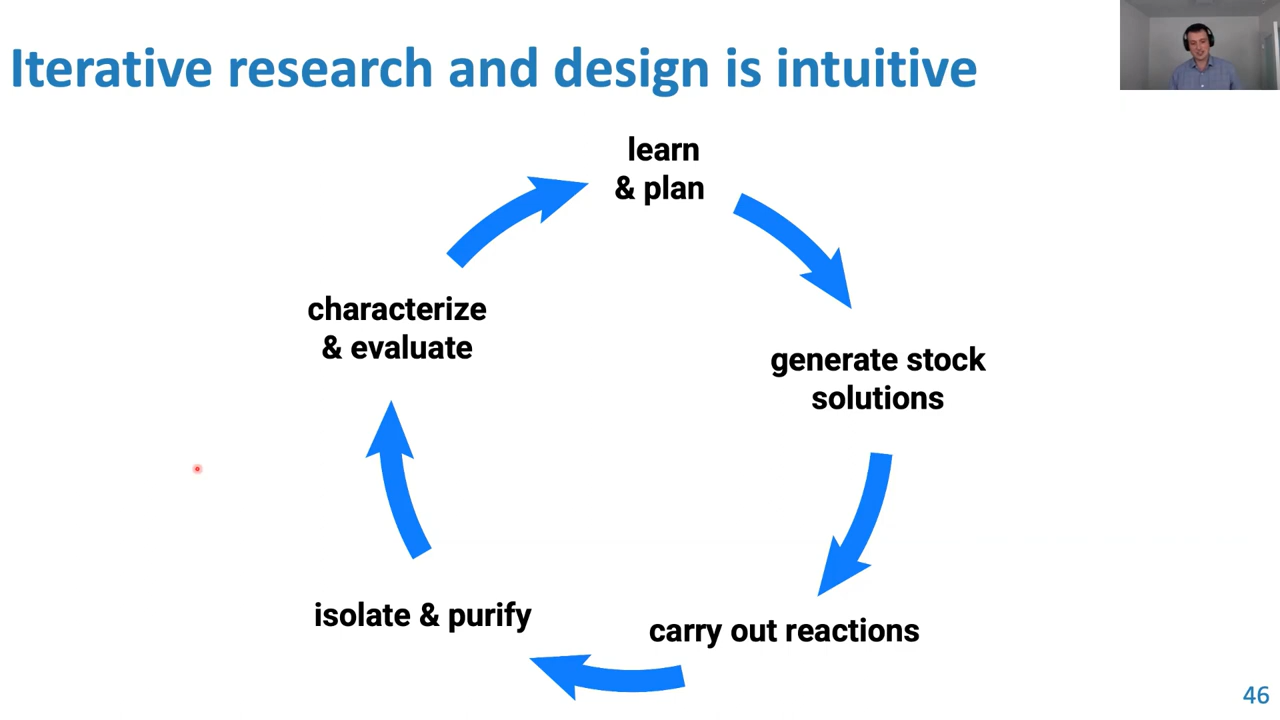 Iterative research and design is intuitive
learn
& plan
characterize
& evaluate
generate stock
solutions
isolate & purify
carry out reactions
46